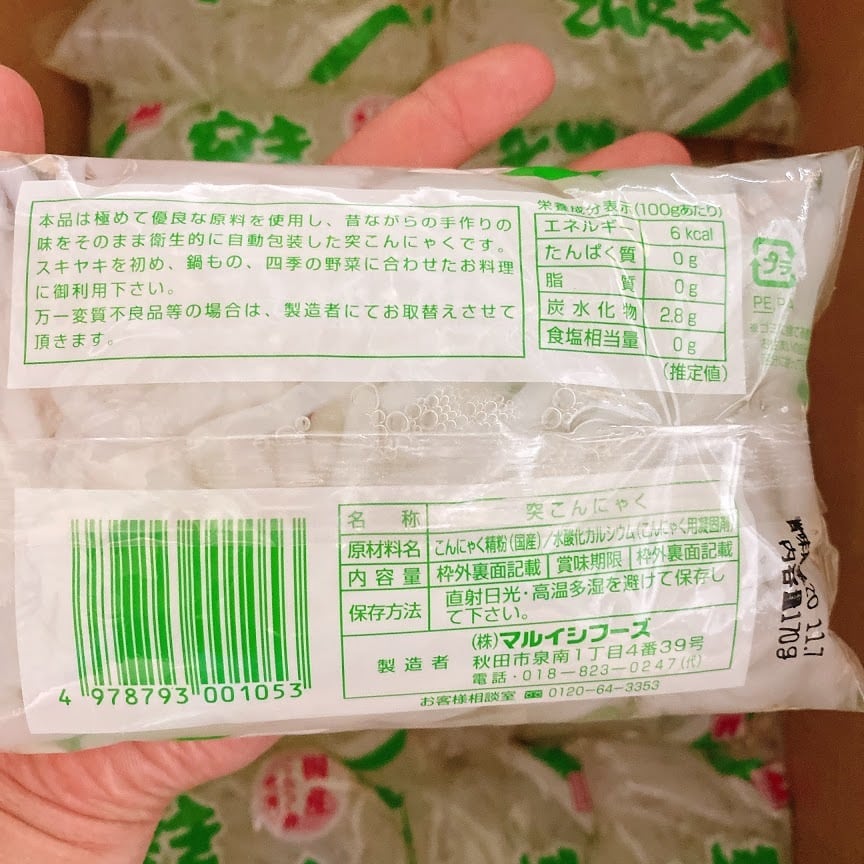 本品は極めて優良な原料を使用し、昔ながらの手作りの
味をそのまま衛生的に自動包装した突こんにゃくです。
スキヤキを初め、鍋もの、四季の野菜に合わせたお料理
に御利用下さい。
万一変質不良品等の場合は、製造者にてお取替えさせて
頂きます。
栄養成分表示(100gあたり)
エネルギー 6 kcal
たんぱく質 0 g
脂質 0 g
炭水化物 2.8 g
食塩相当量 0 g
(推定値)
プラ
PE,PA
名称 突こんにゃく
原材料名 こんにゃく精粉(国産)/水酸化カルシウム(こんにゃく用凝固剤)
内容量 枠外裏面記載 賞味期限 枠外裏面記載
保存方法 直射日光・高温多湿を避けて保存し
て下さい。
製造者 (株)マルイシフーズ
秋田市泉南1丁目4番39号
電話・018-823-0247(代)
お客様相談室 0120-64-3353
4 978793 001053
20 11.7
内容量170g
国産